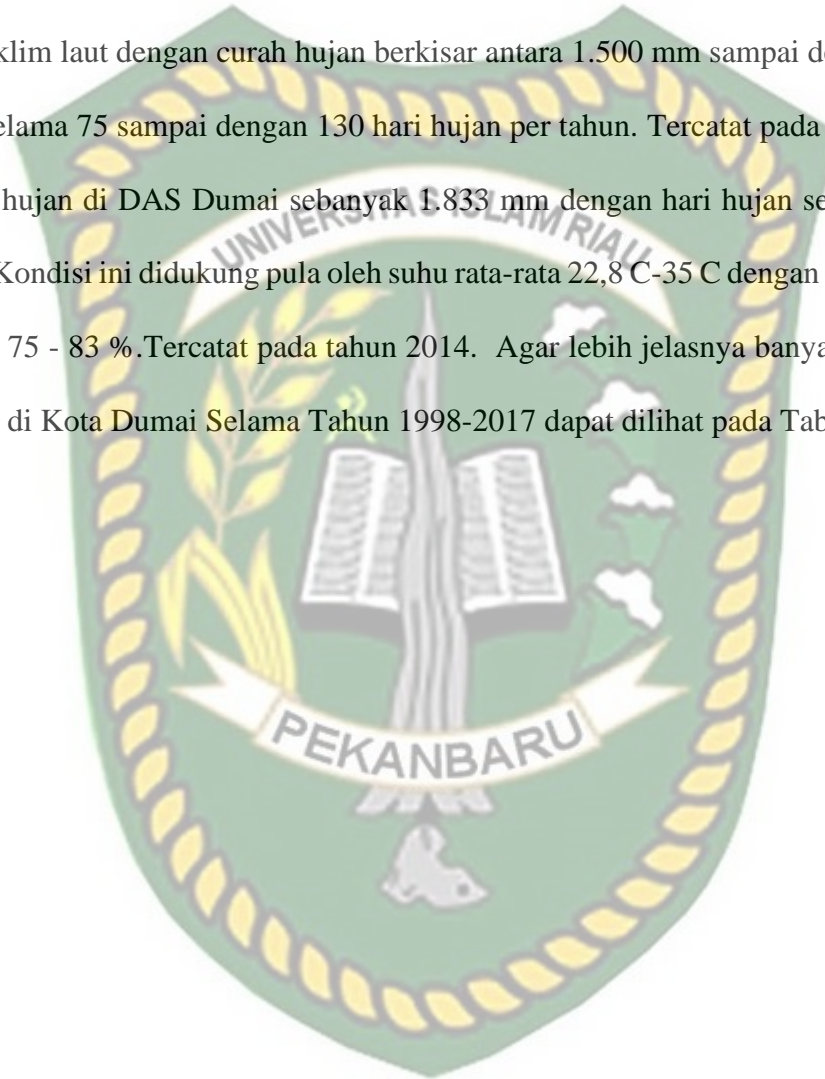 klim laut dengan curah hujan berkisar antara 1.500 mm sampai de
elama 75 sampai dengan 130 hari hujan per tahun. Tercatat pada
hujan di DAS Dumai sebanyak 1.833 mm dengan hari hujan se
UNIVERSITAS ISLAM RIAU
Kondisi ini didukung pula oleh suhu rata-rata 22,8 C-35 C dengan
75 - 83 %.Tercatat pada tahun 2014. Agar lebih jelasnya banya
di Kota Dumai Selama Tahun 1998-2017 dapat dilihat pada Tab
PEKANBARU